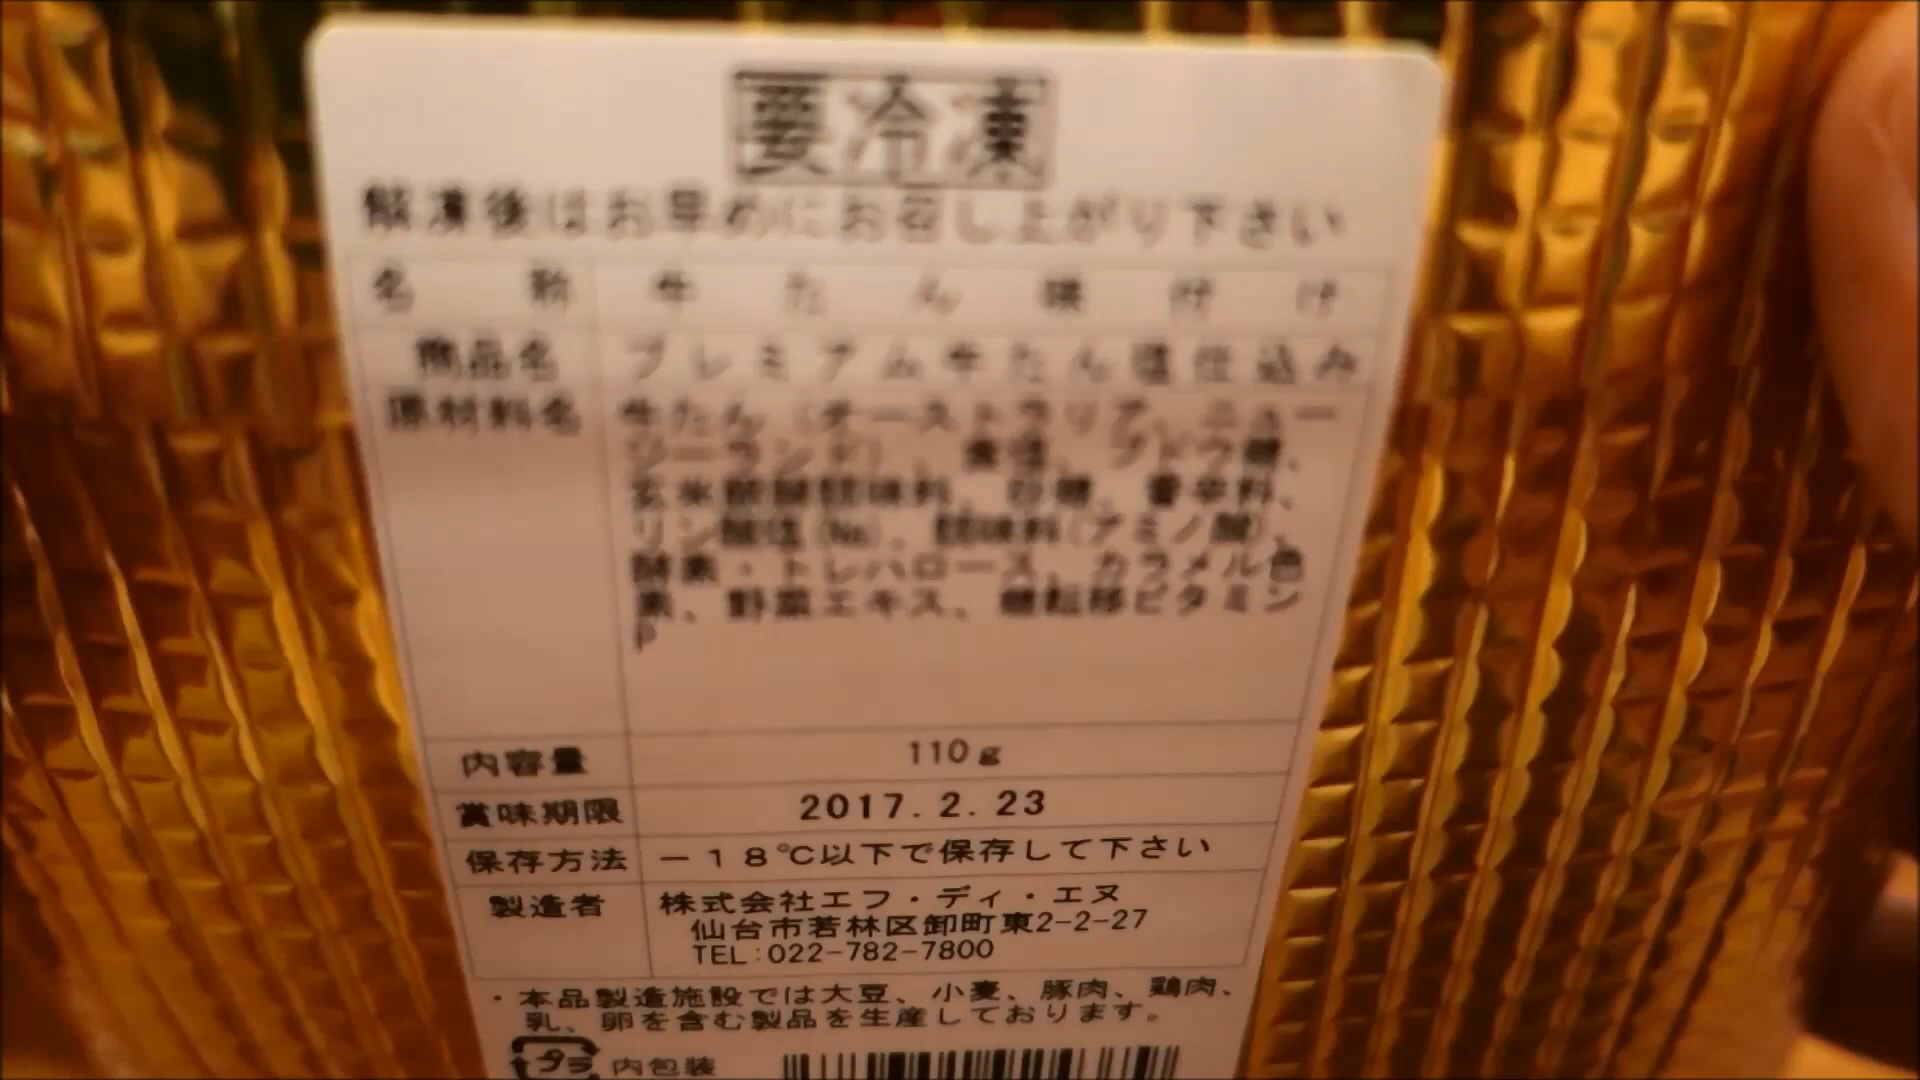 要冷凍
解凍後はお早めにお召し上がり下さい
名称 牛たん味付け
商品名 プレミアム牛たん塩仕込み
原材料名 牛たん(オーストラリア、ニュー
ジーランド)、食塩、ブドウ糖、
玄米醗酵調味料、砂糖、香辛料、
リン酸塩(Na)、調味料(アミノ酸)、
酵素・トレハロース、カラメル色
素、野菜エキス、糖転移ビタミン
P
内容量 110g
賞味期限 2017.2.23
保存方法 -18℃以下で保存して下さい
製造者 株式会社エフ・ディ・エヌ
仙台市若林区卸町東2-2-27
TEL:022-782-7800
・本品製造施設では大豆、小麦、豚肉、鶏肉、
乳、卵を含む製品を生産しております。
プラ 内包装